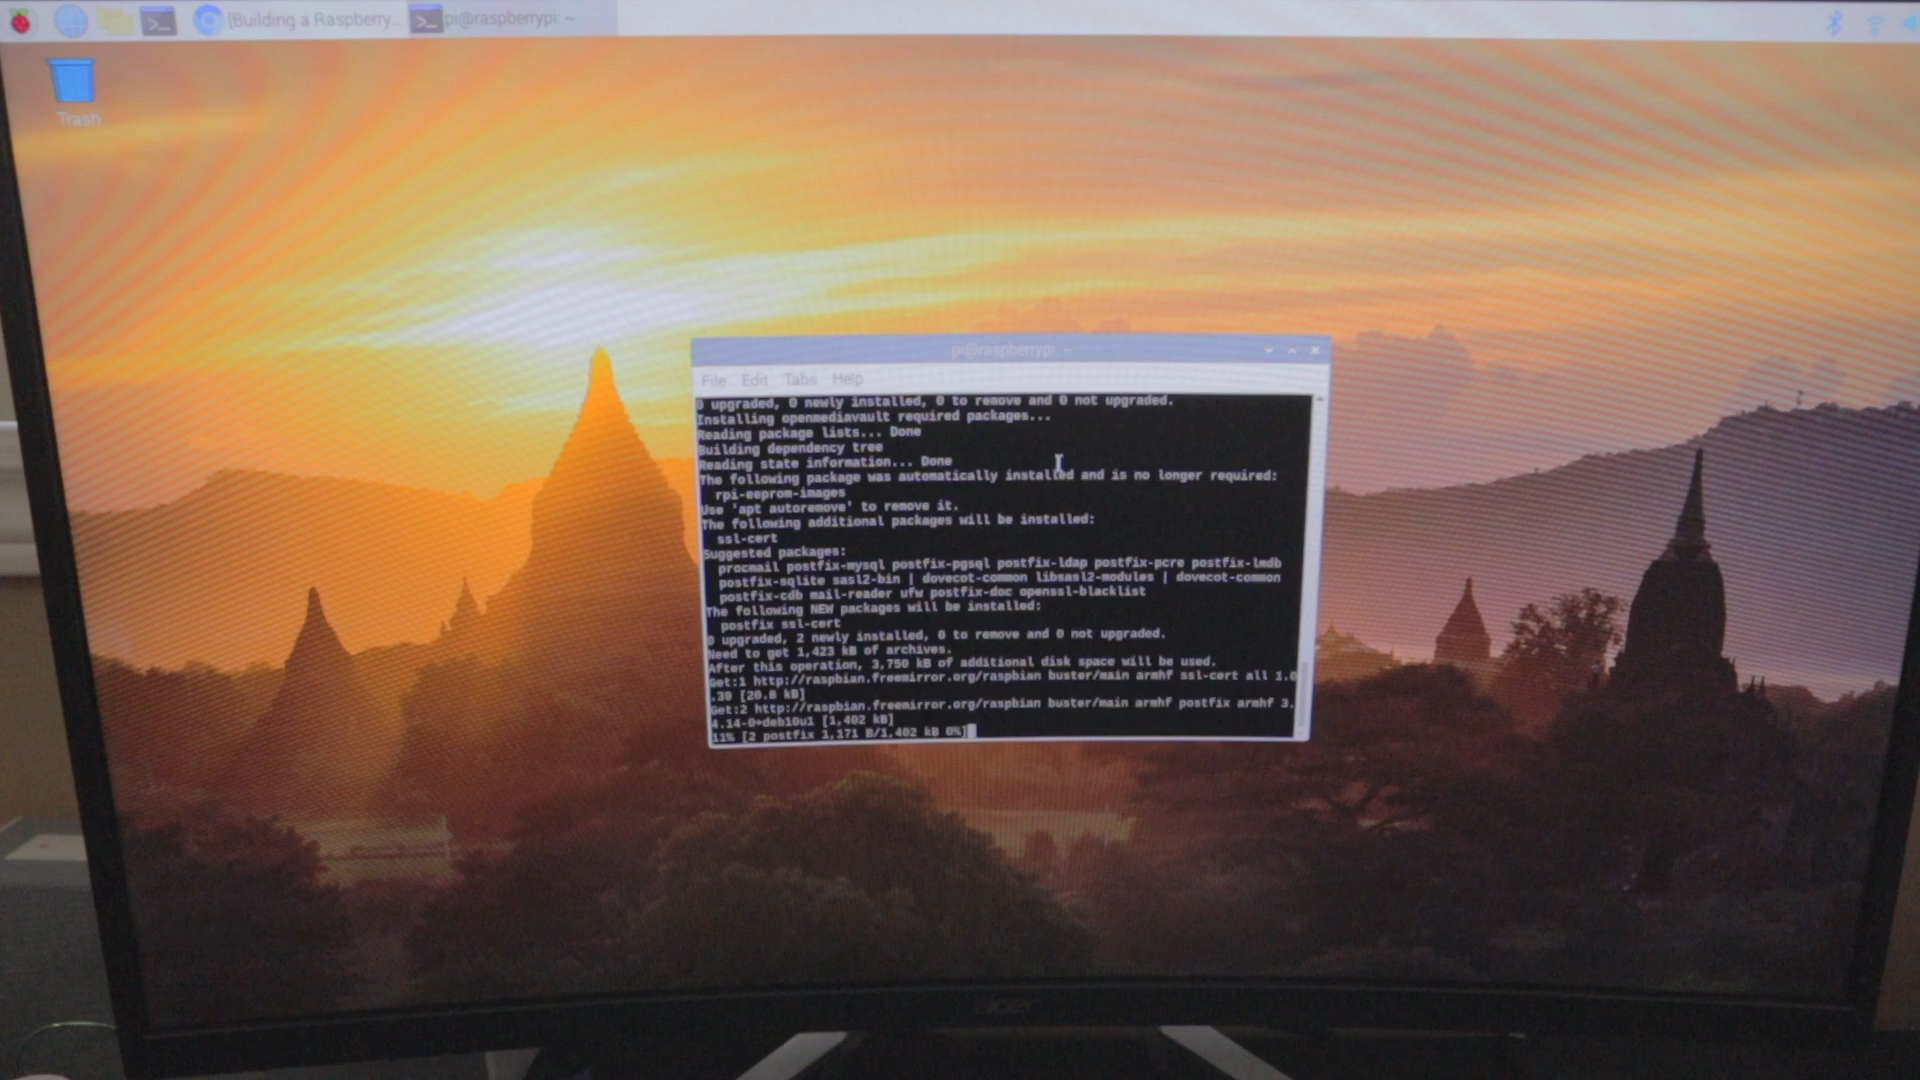 [Building a Raspberry...
pi@raspberrypi: ~
Trash
pi@raspberrypi: ~
File Edit Tabs Help
0 upgraded, 0 newly installed, 0 to remove and 0 not upgraded.
Installing openmediavault required packages...
Reading package lists... Done
Building dependency tree
Reading state information... Done
The following package was automatically installed and is no longer required:
rpi-eeprom-images
Use 'apt autoremove' to remove it.
The following additional packages will be installed:
ssl-cert
Suggested packages:
procmail postfix-mysql postfix-pgsql postfix-ldap postfix-pcre postfix-lmdb
postfix-sqlite sasl2-bin | dovecot-common libsasl2-modules | dovecot-common
postfix-cdb mail-reader ufw postfix-doc openssl-blacklist
The following NEW packages will be installed:
postfix ssl-cert
0 upgraded, 2 newly installed, 0 to remove and 0 not upgraded.
Need to get 1,423 kB of archives.
After this operation, 3,750 kB of additional disk space will be used.
Get:1 http://raspbian.freemirror.org/raspbian buster/main armhf ssl-cert all 1.0
.39 [20.8 kB]
Get:2 http://raspbian.freemirror.org/raspbian buster/main armhf postfix armhf 3.
4.14-0+deb10u1 [1,402 kB]
11% [2 postfix 1,171 B/1,402 kB 0%]
acer